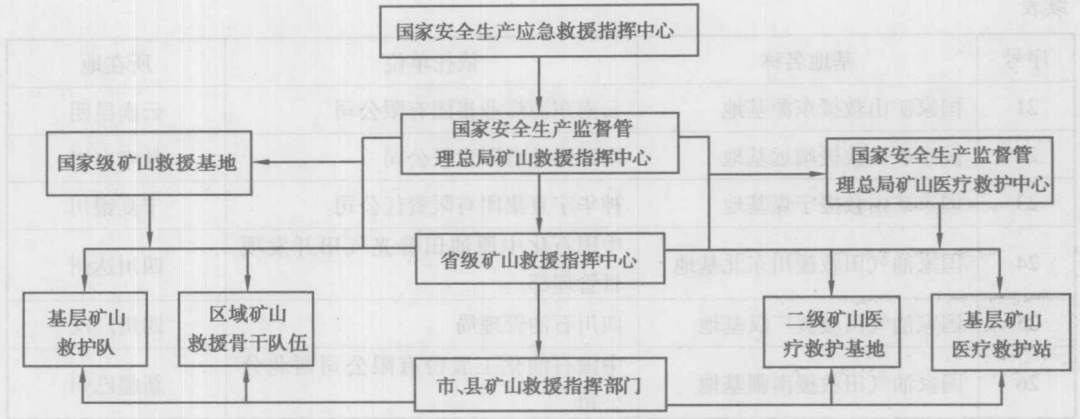 国家安全生产应急救援指挥中心
国家安全生产监督管
理总局矿山救援指挥中心
国家级矿山救援基地
国家安全生产监督管
理总局矿山医疗救护中心
省级矿山救援指挥中心
基层矿山
救护队
区域矿山
救援骨干队伍
二级矿山医
疗救护基地
基层矿山
医疗救护站
市、县矿山救援指挥部门